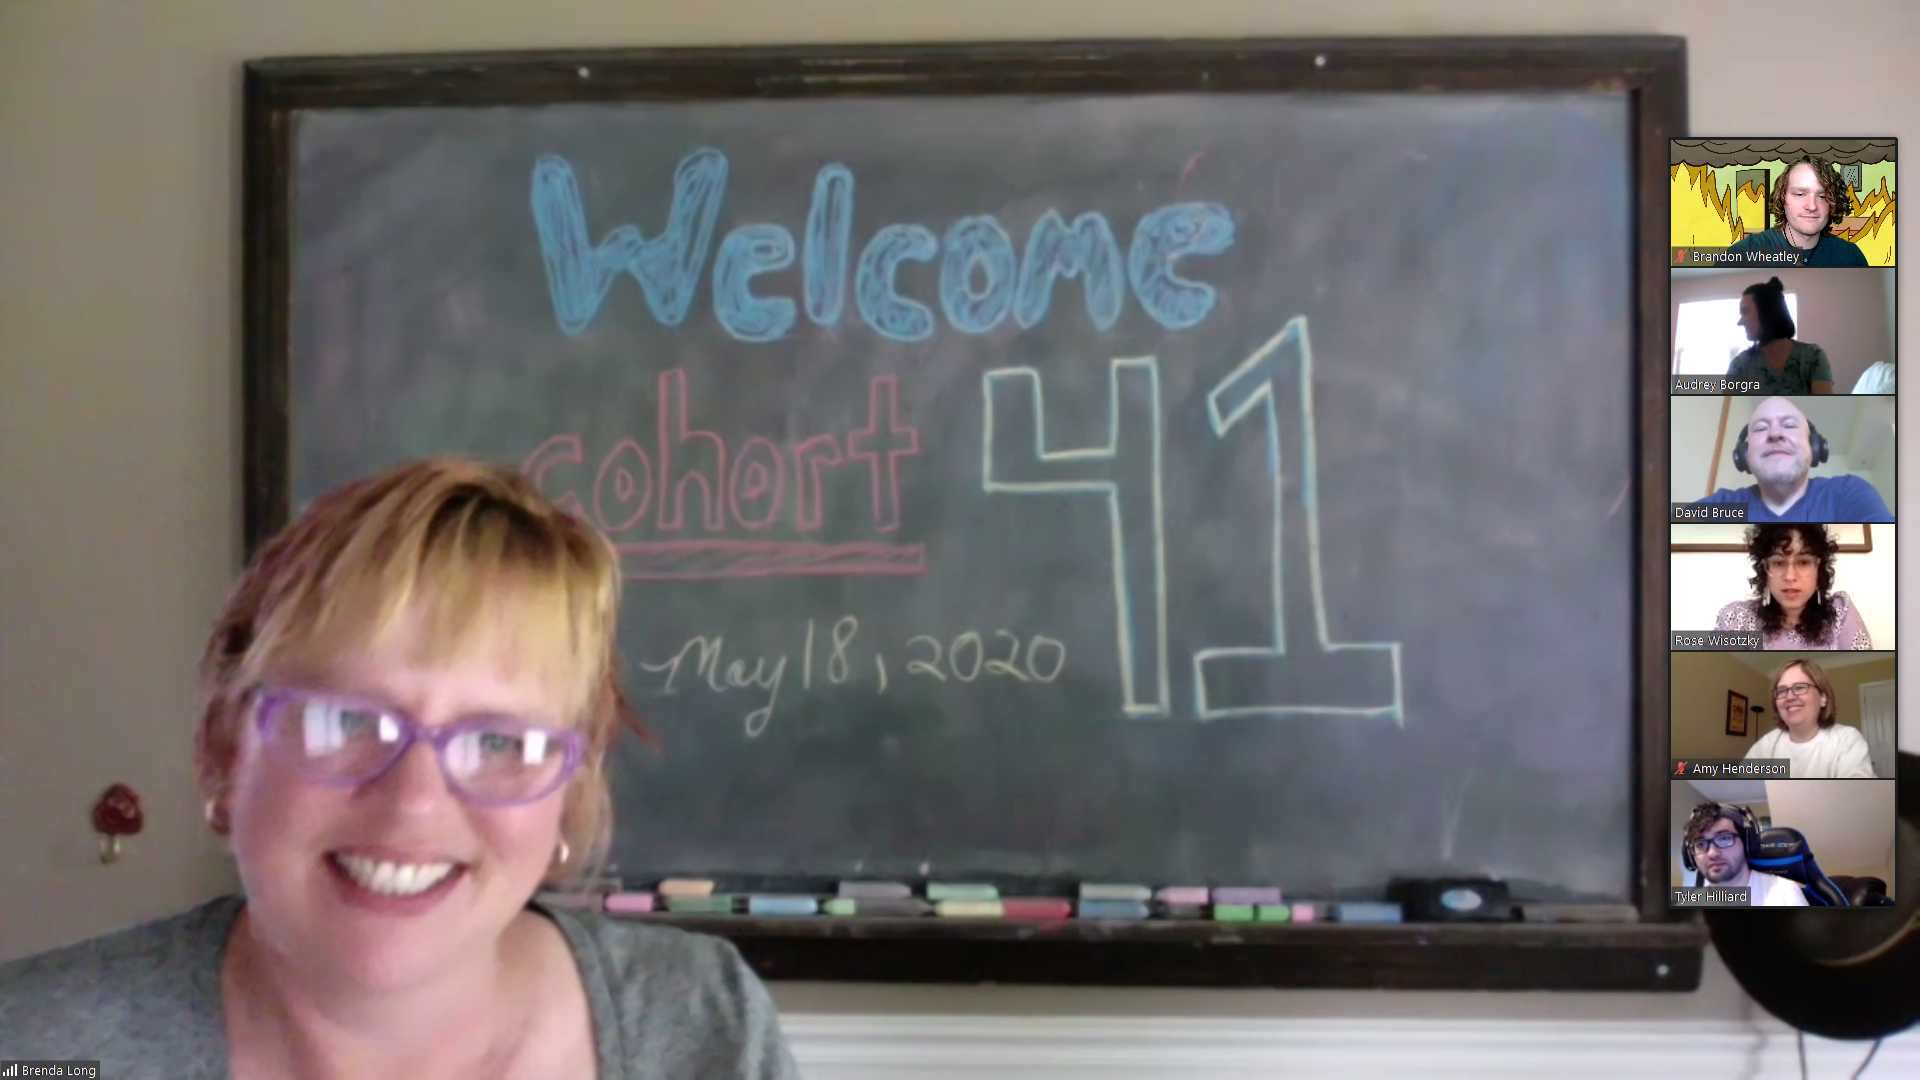 Welcome
cohort 41
May 18, 2020
Brandon Wheatley
Audrey Borgra
David Bruce
Rose Wisotzky
Amy Henderson
Tyler Hilliard
Brenda Long